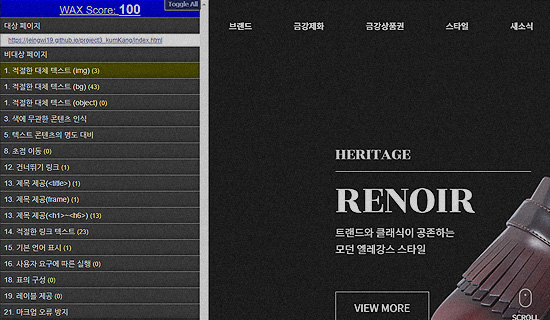 WAX Score: 100
Toggle All
대상 페이지
https://jeingwi19.github.io/project3_kumKang/index.html
비대상 페이지
1. 적절한 대체 텍스트 (img) (3)
1. 적절한 대체 텍스트 (bg) (43)
1. 적절한 대체 텍스트 (object) (0)
3. 색에 무관한 콘텐츠 인식
5. 텍스트 콘텐츠의 명도 대비
8. 초점 이동 (0)
12. 건너뛰기 링크 (1)
13. 제목 제공(<title>) (1)
13. 제목 제공(frame) (1)
13. 제목 제공(<h1>~<h6>) (13)
14. 적절한 링크 텍스트 (23)
15. 기본 언어 표시 (1)
16. 사용자 요구에 따른 실행 (0)
18. 표의 구성 (0)
19. 레이블 제공 (0)
21. 마크업 오류 방지
브랜드 금강제화 금강상품권 스타일 새소식
HERITAGE
RENOIR
트랜드와 클래식이 공존하는
모던 엘레강스 스타일
VIEW MORE
SCROLL